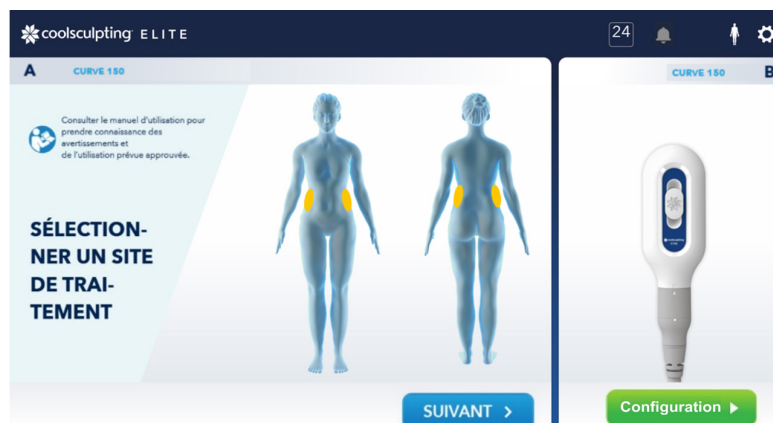 coolsculpting ELITE
24
A
CURVE 150
CURVE 150
B
Consulter le manuel d'utilisation pour
prendre connaissance des
avertissements et
de l'utilisation prévue approuvée.
SÉLECTION-
NER UN SITE
DE TRAI-
TEMENT
SUIVANT >
Configuration